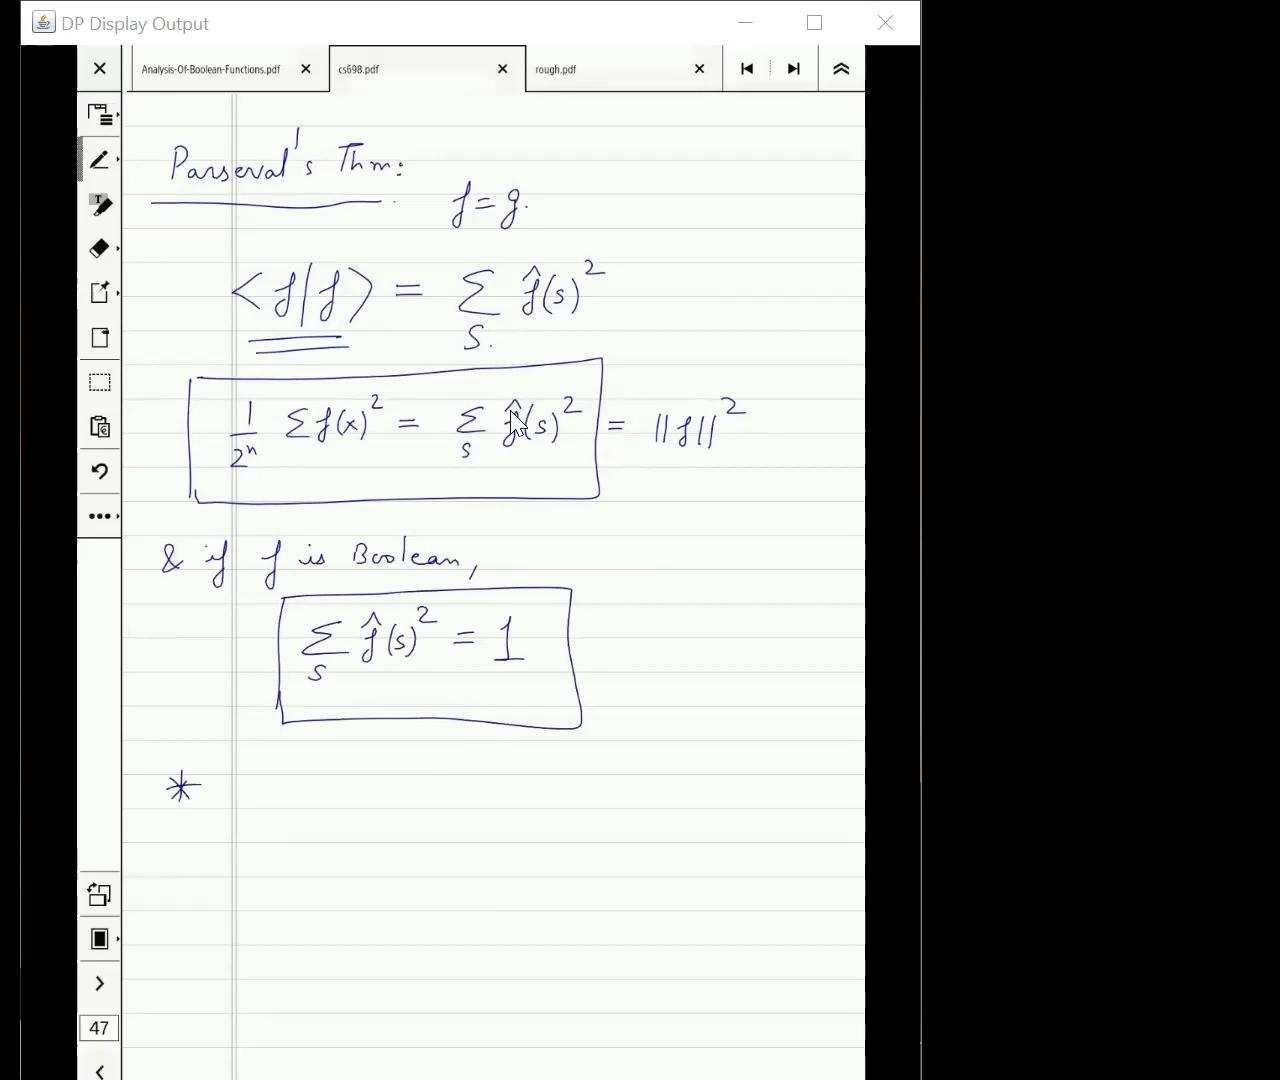 DP Display Output
Analysis-Of-Boolean-Functions.pdf
cs698.pdf
rough.pdf
Parseval's Thm:
f = g.
<f|f> = Σ_S. f̂(s)^2
1/2^n Σ f(x)^2 = Σ_s f̂(s)^2 = ||f||^2
& if f is Boolean,
Σ_s f̂(s)^2 = 1
*
47